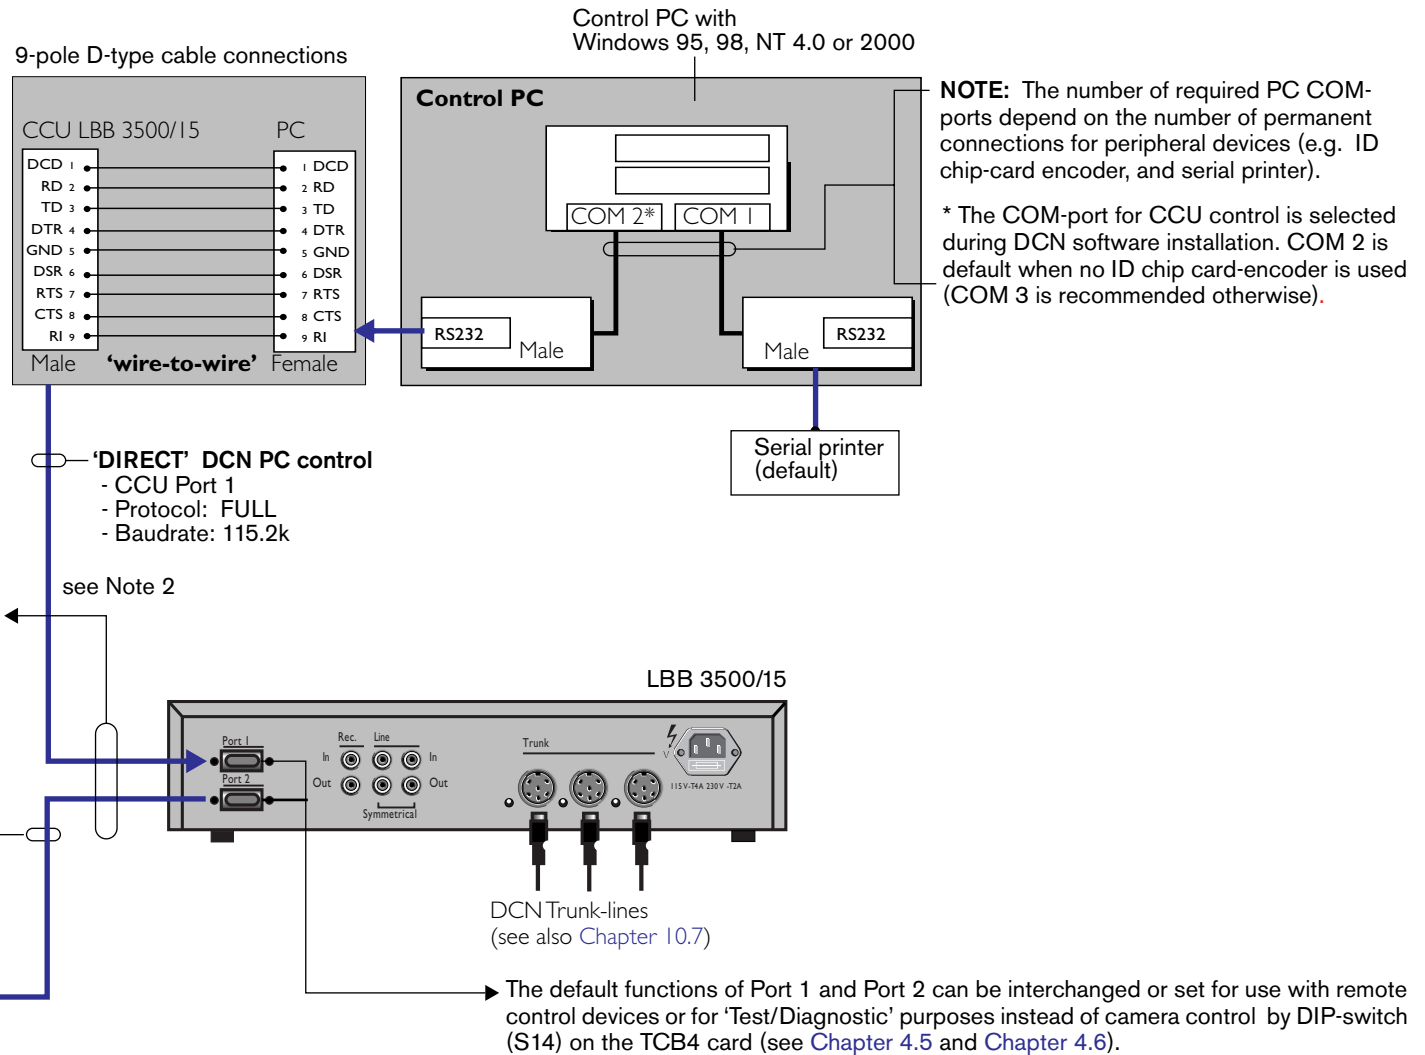 Control PC with
Windows 95, 98, NT 4.0 or 2000
9-pole D-type cable connections
CCU LBB 3500/15 PC
DCD 1 1 DCD
RD 2 2 RD
TD 3 3 TD
DTR 4 4 DTR
GND 5 5 GND
DSR 6 6 DSR
RTS 7 7 RTS
CTS 8 8 CTS
RI 9 9 RI
Male 'wire-to-wire' Female
Control PC
COM 2* COM 1
RS232
Male
Male
RS232
Serial printer
(default)
NOTE: The number of required PC COM-
ports depend on the number of permanent
connections for peripheral devices (e.g. ID
chip-card encoder, and serial printer).
* The COM-port for CCU control is selected
during DCN software installation. COM 2 is
default when no ID chip card-encoder is used
(COM 3 is recommended otherwise).
'DIRECT' DCN PC control
- CCU Port 1
- Protocol: FULL
- Baudrate: 115.2k
see Note 2
LBB 3500/15
Port 1
Port 2
Rec. Line
In In
Out Out
Symmetrical
Trunk
V
115 V-T4A 230 V -T2A
DCN Trunk-lines
(see also Chapter 10.7)
The default functions of Port 1 and Port 2 can be interchanged or set for use with remote
control devices or for 'Test/Diagnostic' purposes instead of camera control by DIP-switch
(S14) on the TCB4 card (see Chapter 4.5 and Chapter 4.6).